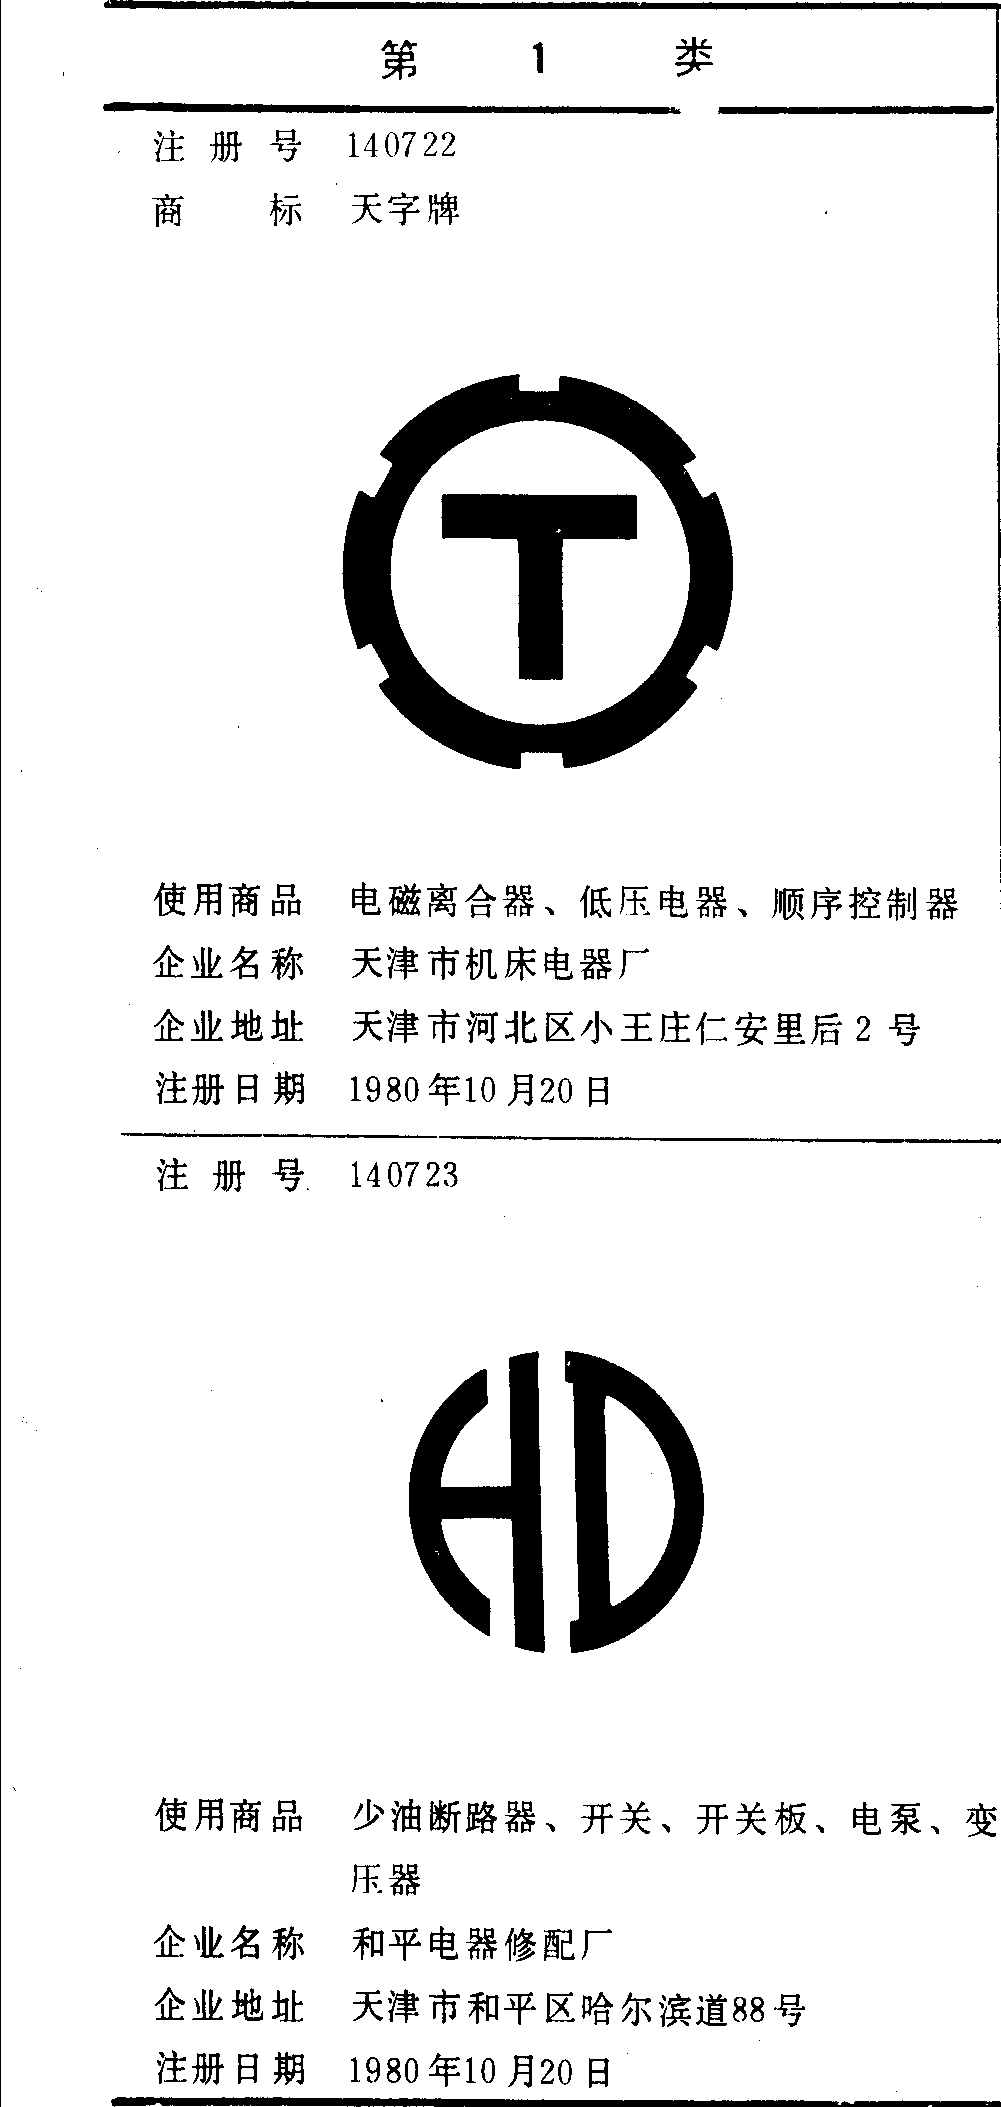 第 1 类
注册号 140722
商标 天字牌
T
使用商品 电磁离合器、低压电器、顺序控制器
企业名称 天津市机床电器厂
企业地址 天津市河北区小王庄仁安里后2号
注册日期 1980年10月20日
注册号 140723
HD
使用商品 少油断路器、开关、开关板、电泵、变
压器
企业名称 和平电器修配厂
企业地址 天津市和平区哈尔滨道88号
注册日期 1980年10月20日